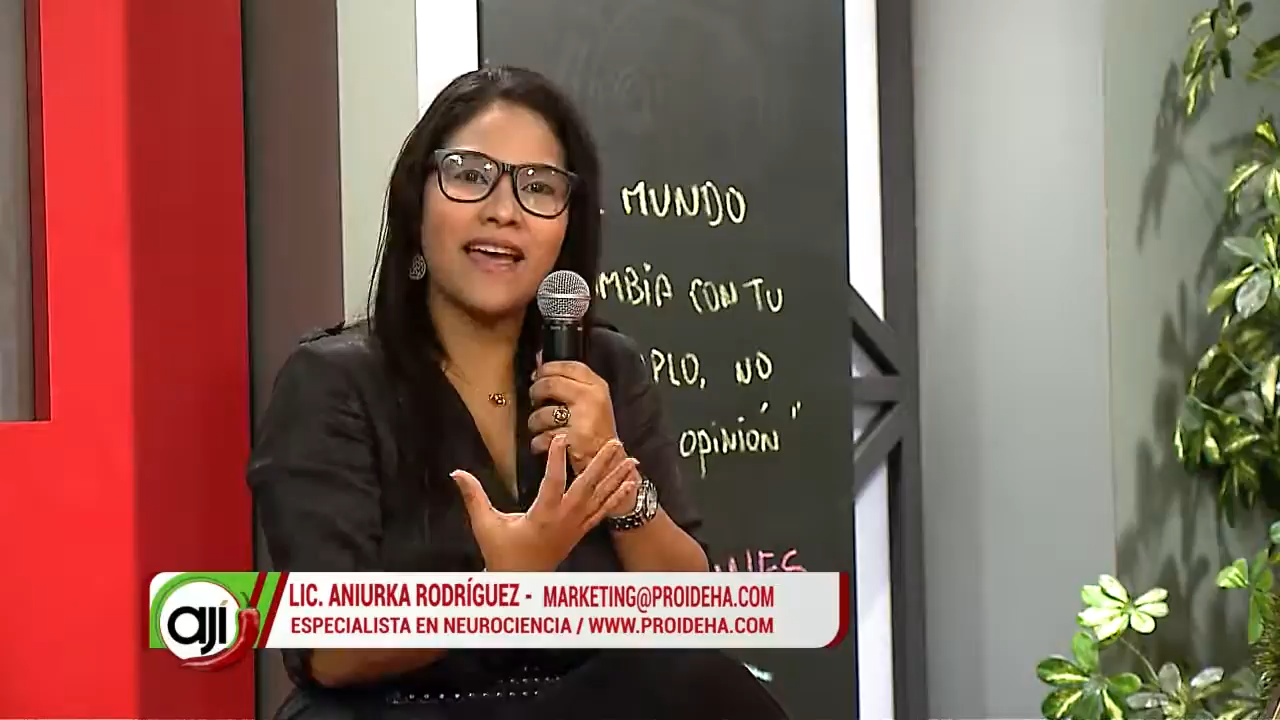 MUNDO
CON TU
NO
opinión"
LIC. ANIURKA RODRÍGUEZ - MARKETING@PROIDEHA.COM
ESPECIALISTA EN NEUROCIENCIA / WWW.PROIDEHA.COM
ají